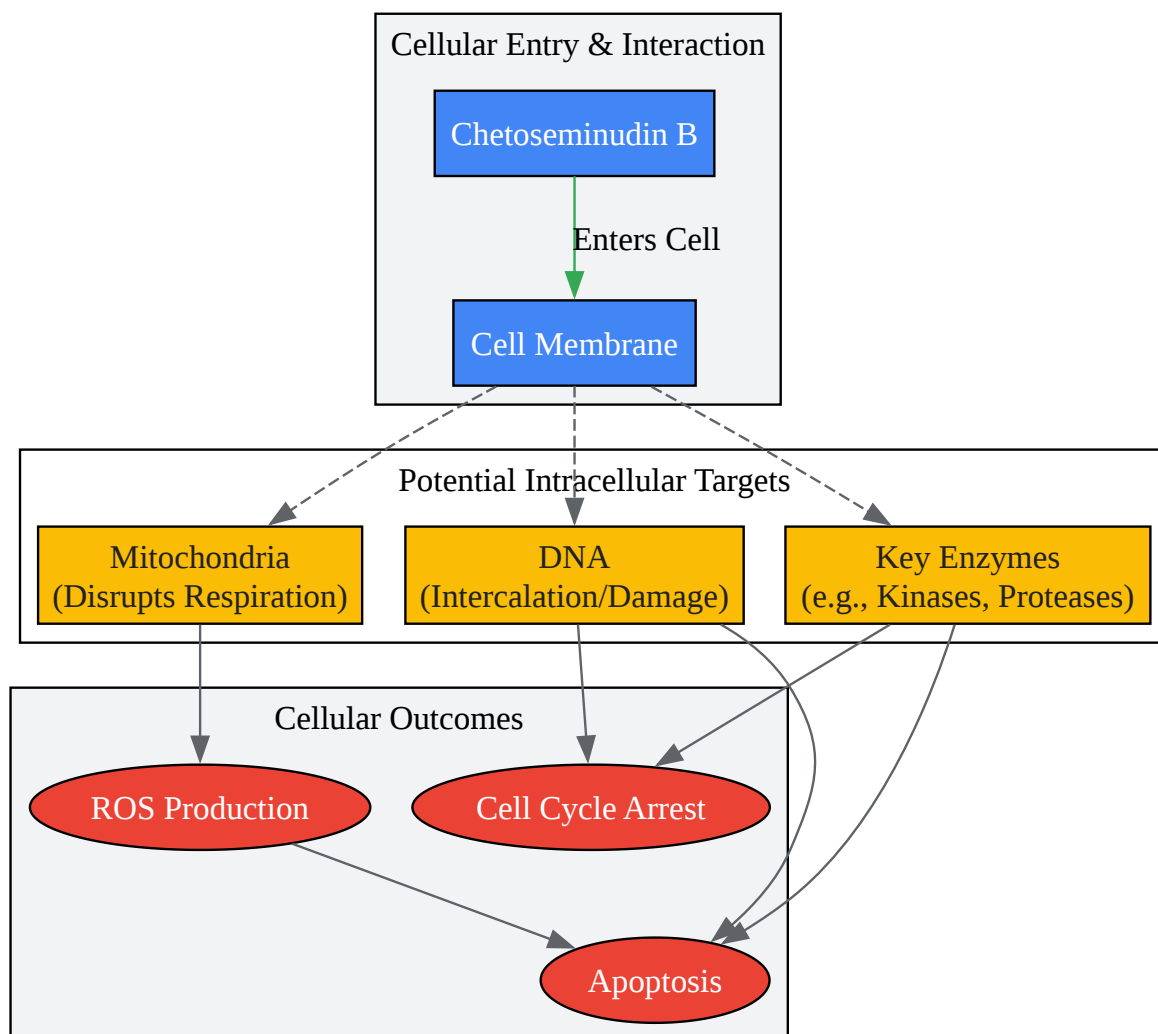 Cellular Entry & Interaction
Chetoseminudin B
Enters Cell
Cell Membrane
Potential Intracellular Targets
Mitochondria
(Disrupts Respiration)
DNA
(Intercalation/Damage)
Key Enzymes
(e.g., Kinases, Proteases)
Cellular Outcomes
ROS Production
Cell Cycle Arrest
Apoptosis